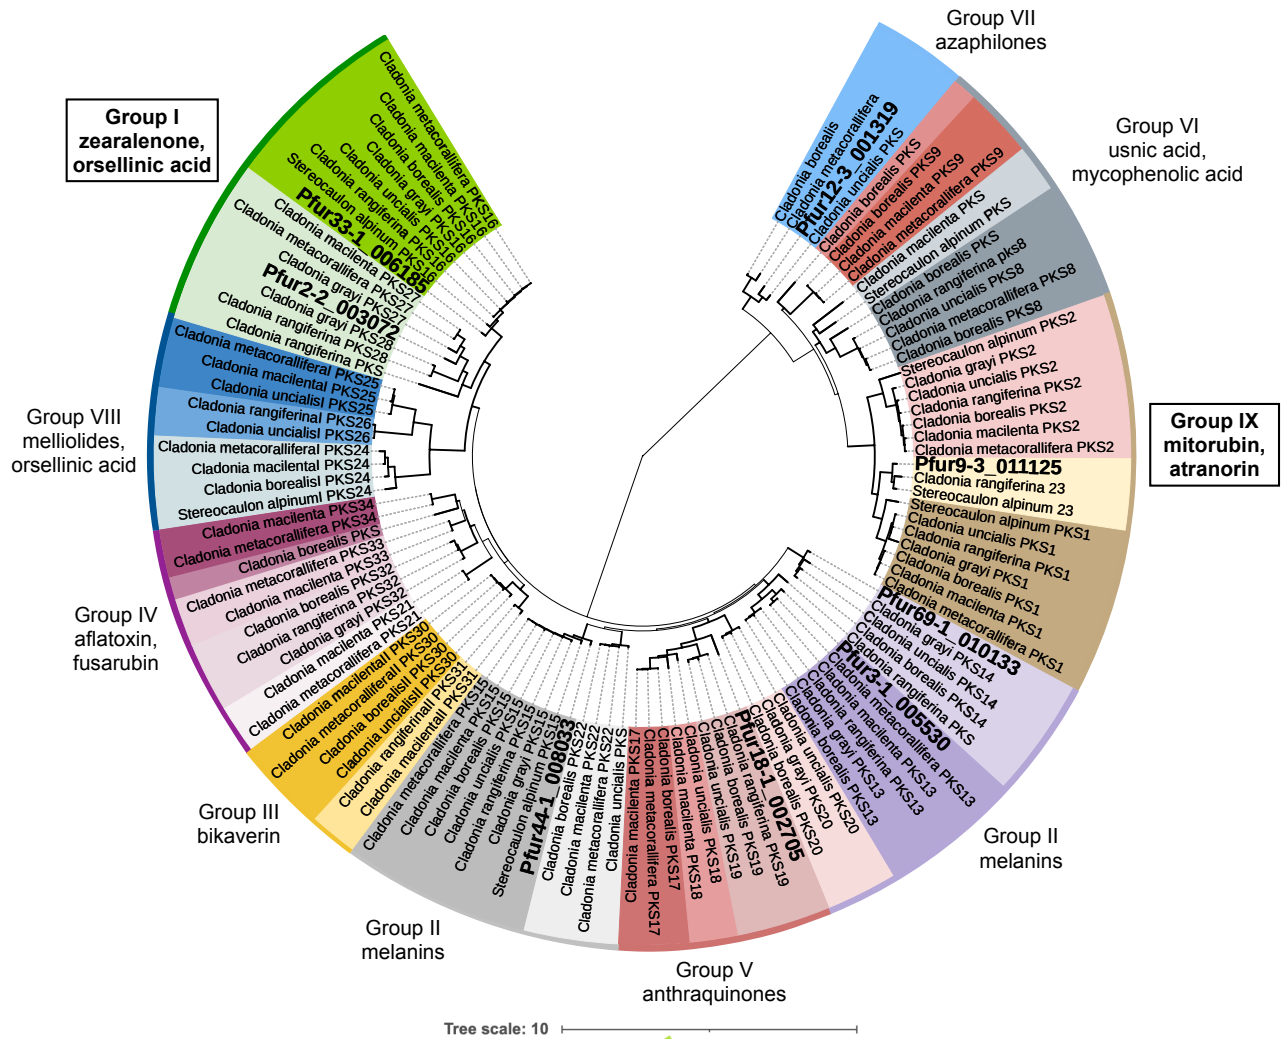 Group VII
azaphilones
Group VI
usnic acid,
mycophenolic acid
Group IX
mitorubin,
atranorin
Group II
melanins
Group V
anthraquinones
Group II
melanins
Group III
bikaverin
Group IV
aflatoxin,
fusarubin
Group VIII
melliolides,
orsellinic acid
Group I
zearalenone,
orsellinic acid
Cladonia metacorallifera PKS16
Cladonia macilenta PKS16
Cladonia borealis PKS16
Cladonia grayi PKS16
Cladonia uncialis PKS16
Cladonia rangiferina PKS16
Stereocaulon alpinum PKS16
Pfur33-1_006185
Cladonia macilenta PKS27
Cladonia metacorallifera PKS27
Cladonia grayi PKS27
Pfur2-2_003072
Cladonia grayi PKS28
Cladonia rangiferina PKS28
Cladonia rangiferina PKS
Cladonia metacoralliferaI PKS25
Cladonia macilentaI PKS25
Cladonia uncialisI PKS25
Cladonia rangiferinaI PKS26
Cladonia uncialisI PKS26
Cladonia metacoralliferaI PKS24
Cladonia macilentaI PKS24
Cladonia borealisI PKS24
Stereocaulon alpinumI PKS24
Cladonia macilenta PKS34
Cladonia metacorallifera PKS34
Cladonia borealis PKS
Cladonia metacorallifera PKS33
Cladonia macilenta PKS33
Cladonia borealis PKS32
Cladonia rangiferina PKS32
Cladonia grayi PKS32
Cladonia macilenta PKS21
Cladonia metacorallifera PKS21
Cladonia macilentaII PKS30
Cladonia metacoralliferaII PKS30
Cladonia borealisII PKS30
Cladonia uncialisII PKS30
Cladonia rangiferinaII PKS31
Cladonia macilentaII PKS31
Cladonia metacorallifera PKS15
Cladonia macilenta PKS15
Cladonia borealis PKS15
Cladonia uncialis PKS15
Cladonia rangiferina PKS15
Cladonia grayi PKS15
Stereocaulon alpinum PKS15
Pfur44-1_008033
Cladonia borealis PKS22
Cladonia macilenta PKS22
Cladonia metacorallifera PKS22
Cladonia uncialis PKS
Cladonia macilenta PKS17
Cladonia metacorallifera PKS17
Cladonia borealis PKS17
Cladonia macilenta PKS18
Cladonia uncialis PKS18
Cladonia borealis PKS19
Cladonia rangiferina PKS19
Pfur18-1_002705
Cladonia borealis PKS20
Cladonia grayi PKS20
Cladonia uncialis PKS20
Cladonia borealis PKS13
Cladonia grayi PKS13
Cladonia rangiferina PKS13
Cladonia macilenta PKS13
Cladonia metacorallifera PKS13
Pfur3-1_005530
Cladonia rangiferina PKS
Cladonia borealis PKS14
Cladonia uncialis PKS14
Cladonia grayi PKS14
Pfur69-1_010133
Cladonia metacorallifera PKS1
Cladonia macilenta PKS1
Cladonia borealis PKS1
Cladonia grayi PKS1
Cladonia rangiferina PKS1
Cladonia uncialis PKS1
Stereocaulon alpinum PKS1
Stereocaulon alpinum 23
Cladonia rangiferina 23
Pfur9-3_011125
Cladonia metacorallifera PKS2
Cladonia macilenta PKS2
Cladonia borealis PKS2
Cladonia rangiferina PKS2
Cladonia uncialis PKS2
Cladonia grayi PKS2
Stereocaulon alpinum PKS2
Cladonia borealis PKS8
Cladonia metacorallifera PKS8
Cladonia uncialis PKS8
Cladonia rangiferina pks8
Cladonia borealis PKS
Stereocaulon alpinum PKS
Cladonia macilenta PKS
Cladonia metacorallifera PKS9
Cladonia macilenta PKS9
Cladonia borealis PKS9
Cladonia borealis PKS
Cladonia uncialis PKS
Pfur12-3_001319
Cladonia metacorallifera
Cladonia borealis
Tree scale: 10